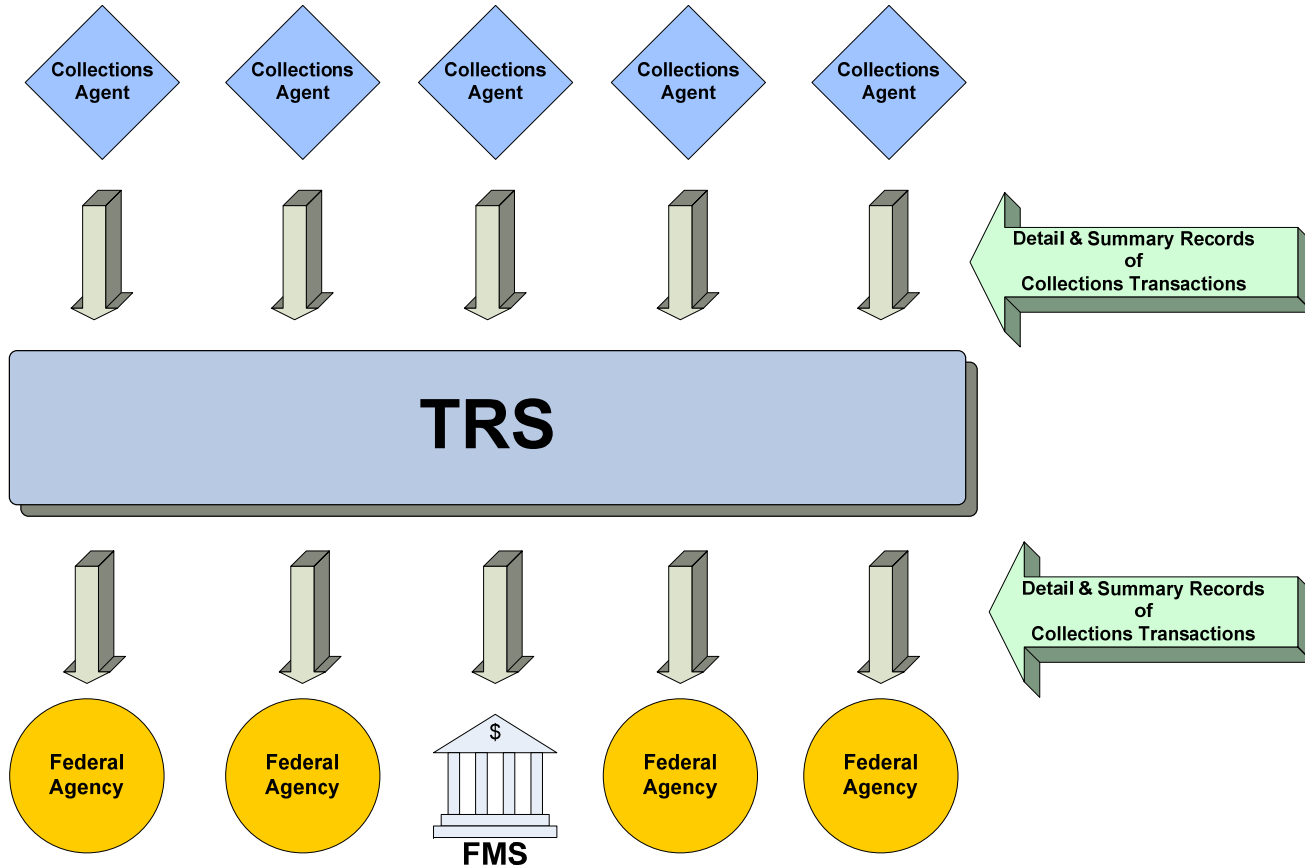 Collections
Agent
Collections
Agent
Collections
Agent
Collections
Agent
Collections
Agent
Detail & Summary Records
of
Collections Transactions
TRS
Detail & Summary Records
of
Collections Transactions
Federal
Agency
Federal
Agency
$
FMS
Federal
Agency
Federal
Agency